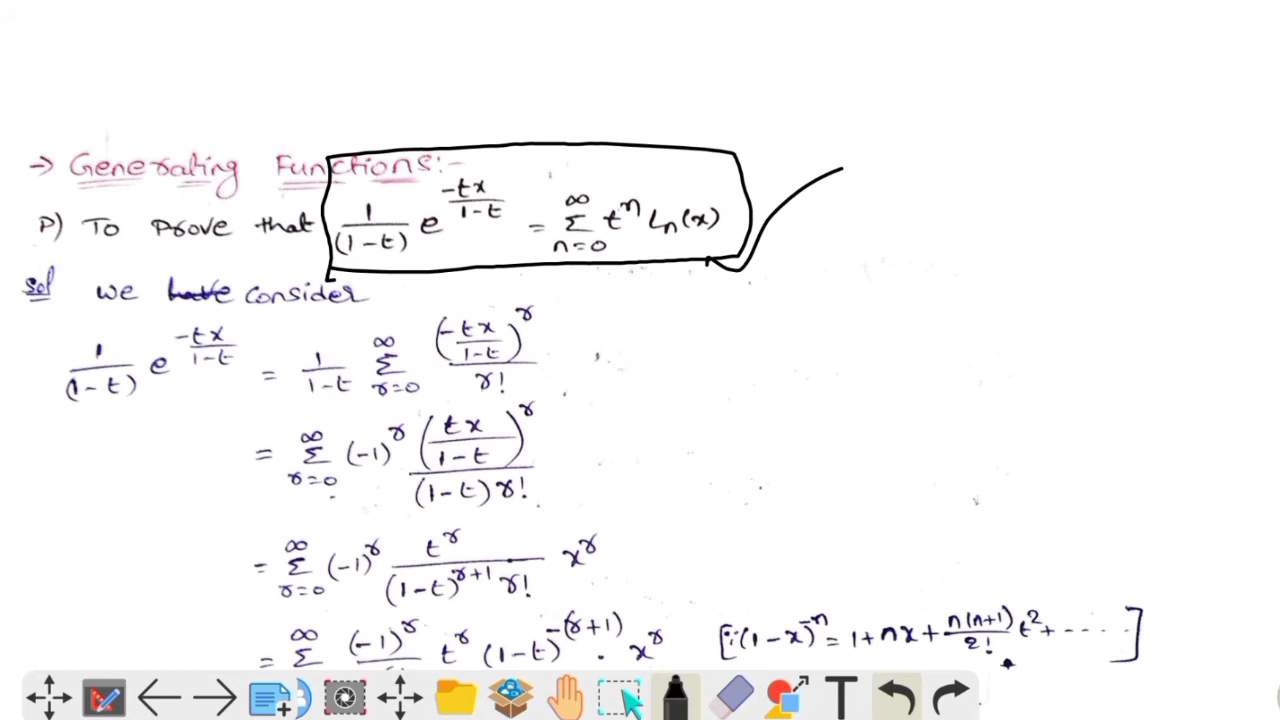 → Generating Functions:-
P) To Prove that 1/(1-t) e^(-tx/(1-t)) = Σ_{n=0}^{∞} t^n L_n(x)
Sol We have consider
1/(1-t) e^(-tx/(1-t)) = 1/(1-t) Σ_{r=0}^{∞} (-tx/(1-t))^r / r!
= Σ_{r=0}^{∞} (-1)^r (tx/(1-t))^r / (1-t) r!
= Σ_{r=0}^{∞} (-1)^r t^r / (1-t)^{r+1} r! x^r
= Σ^{∞} (-1)^r t^r (1-t)^{-(r+1)} . x^r [∵ (1-x)^{-n} = 1+nx+ n(n+1)/2! t^2+ ----- ]
T